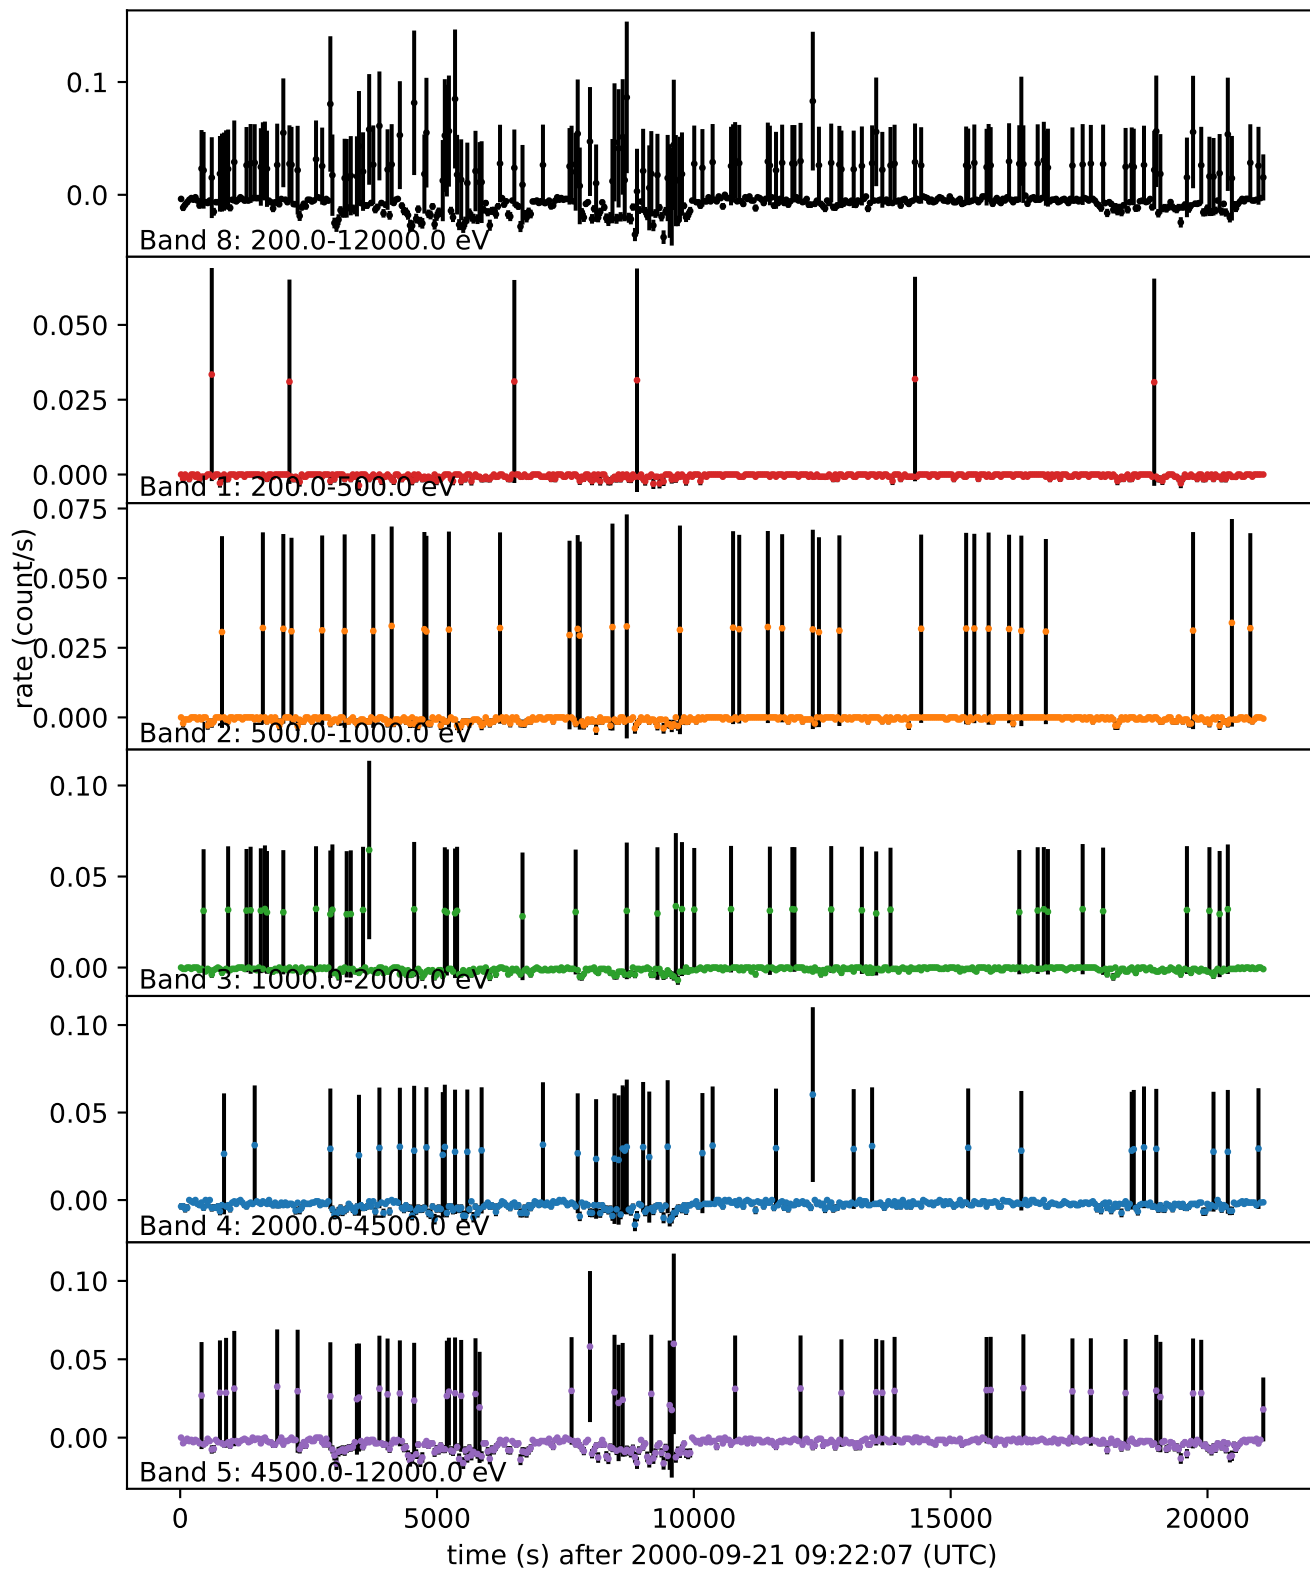 0.1
0.0
Band 8: 200.0-12000.0 eV
0.050
0.025
0.000
Band 1: 200.0-500.0 eV
rate (count/s)
0.075
0.050
0.025
0.000
Band 2: 500.0-1000.0 eV
0.10
0.05
0.00
Band 3: 1000.0-2000.0 eV
0.10
0.05
0.00
Band 4: 2000.0-4500.0 eV
0.10
0.05
0.00
Band 5: 4500.0-12000.0 eV
0 5000 10000 15000 20000
time (s) after 2000-09-21 09:22:07 (UTC)